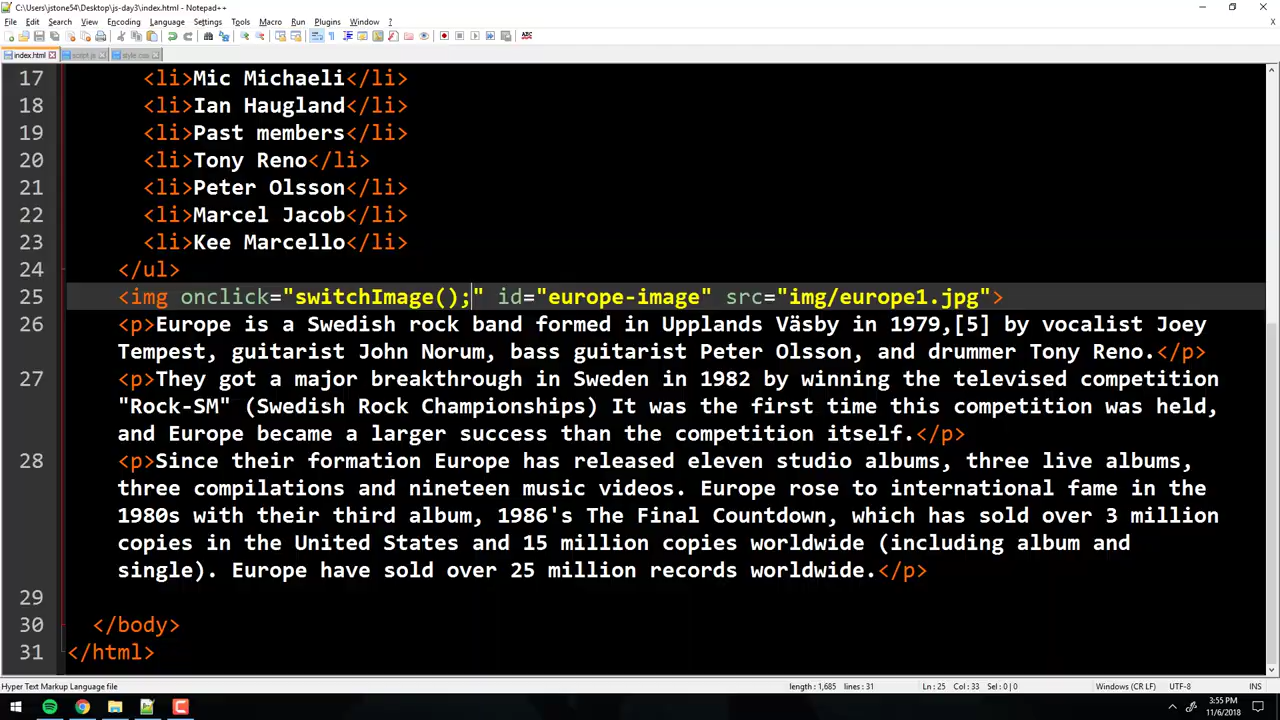 C:\Users\jstone54\Desktop\js-day3\index.html - Notepad++
File Edit Search View Encoding Language Settings Tools Macro Run Plugins Window ?
index.html script.js style.css
17 <li>Mic Michaeli</li>
18 <li>Ian Haugland</li>
19 <li>Past members</li>
20 <li>Tony Reno</li>
21 <li>Peter Olsson</li>
22 <li>Marcel Jacob</li>
23 <li>Kee Marcello</li>
24 </ul>
25 <img onclick="switchImage();" id="europe-image" src="img/europe1.jpg">
26 <p>Europe is a Swedish rock band formed in Upplands Väsby in 1979,[5] by vocalist Joey
Tempest, guitarist John Norum, bass guitarist Peter Olsson, and drummer Tony Reno.</p>
27 <p>They got a major breakthrough in Sweden in 1982 by winning the televised competition
"Rock-SM" (Swedish Rock Championships) It was the first time this competition was held,
and Europe became a larger success than the competition itself.</p>
28 <p>Since their formation Europe has released eleven studio albums, three live albums,
three compilations and nineteen music videos. Europe rose to international fame in the
1980s with their third album, 1986's The Final Countdown, which has sold over 3 million
copies in the United States and 15 million copies worldwide (including album and
single). Europe have sold over 25 million records worldwide.</p>
29
30 </body>
31 </html>
Hyper Text Markup Language file length : 1,685 lines : 31 Ln : 25 Col : 33 Sel : 0 | 0 Windows (CR LF) UTF-8 INS
3:55 PM
11/6/2018